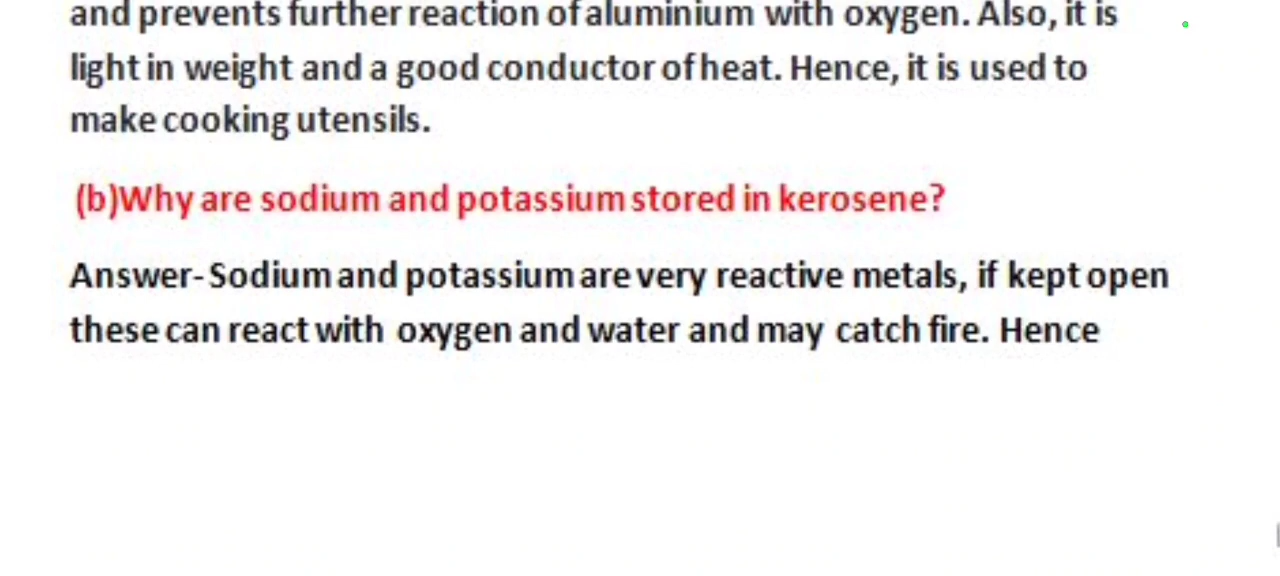 and prevents further reaction of aluminium with oxygen. Also, it is
light in weight and a good conductor of heat. Hence, it is used to
make cooking utensils.
(b)Why are sodium and potassium stored in kerosene?
Answer- Sodium and potassium are very reactive metals, if kept open
these can react with oxygen and water and may catch fire. Hence